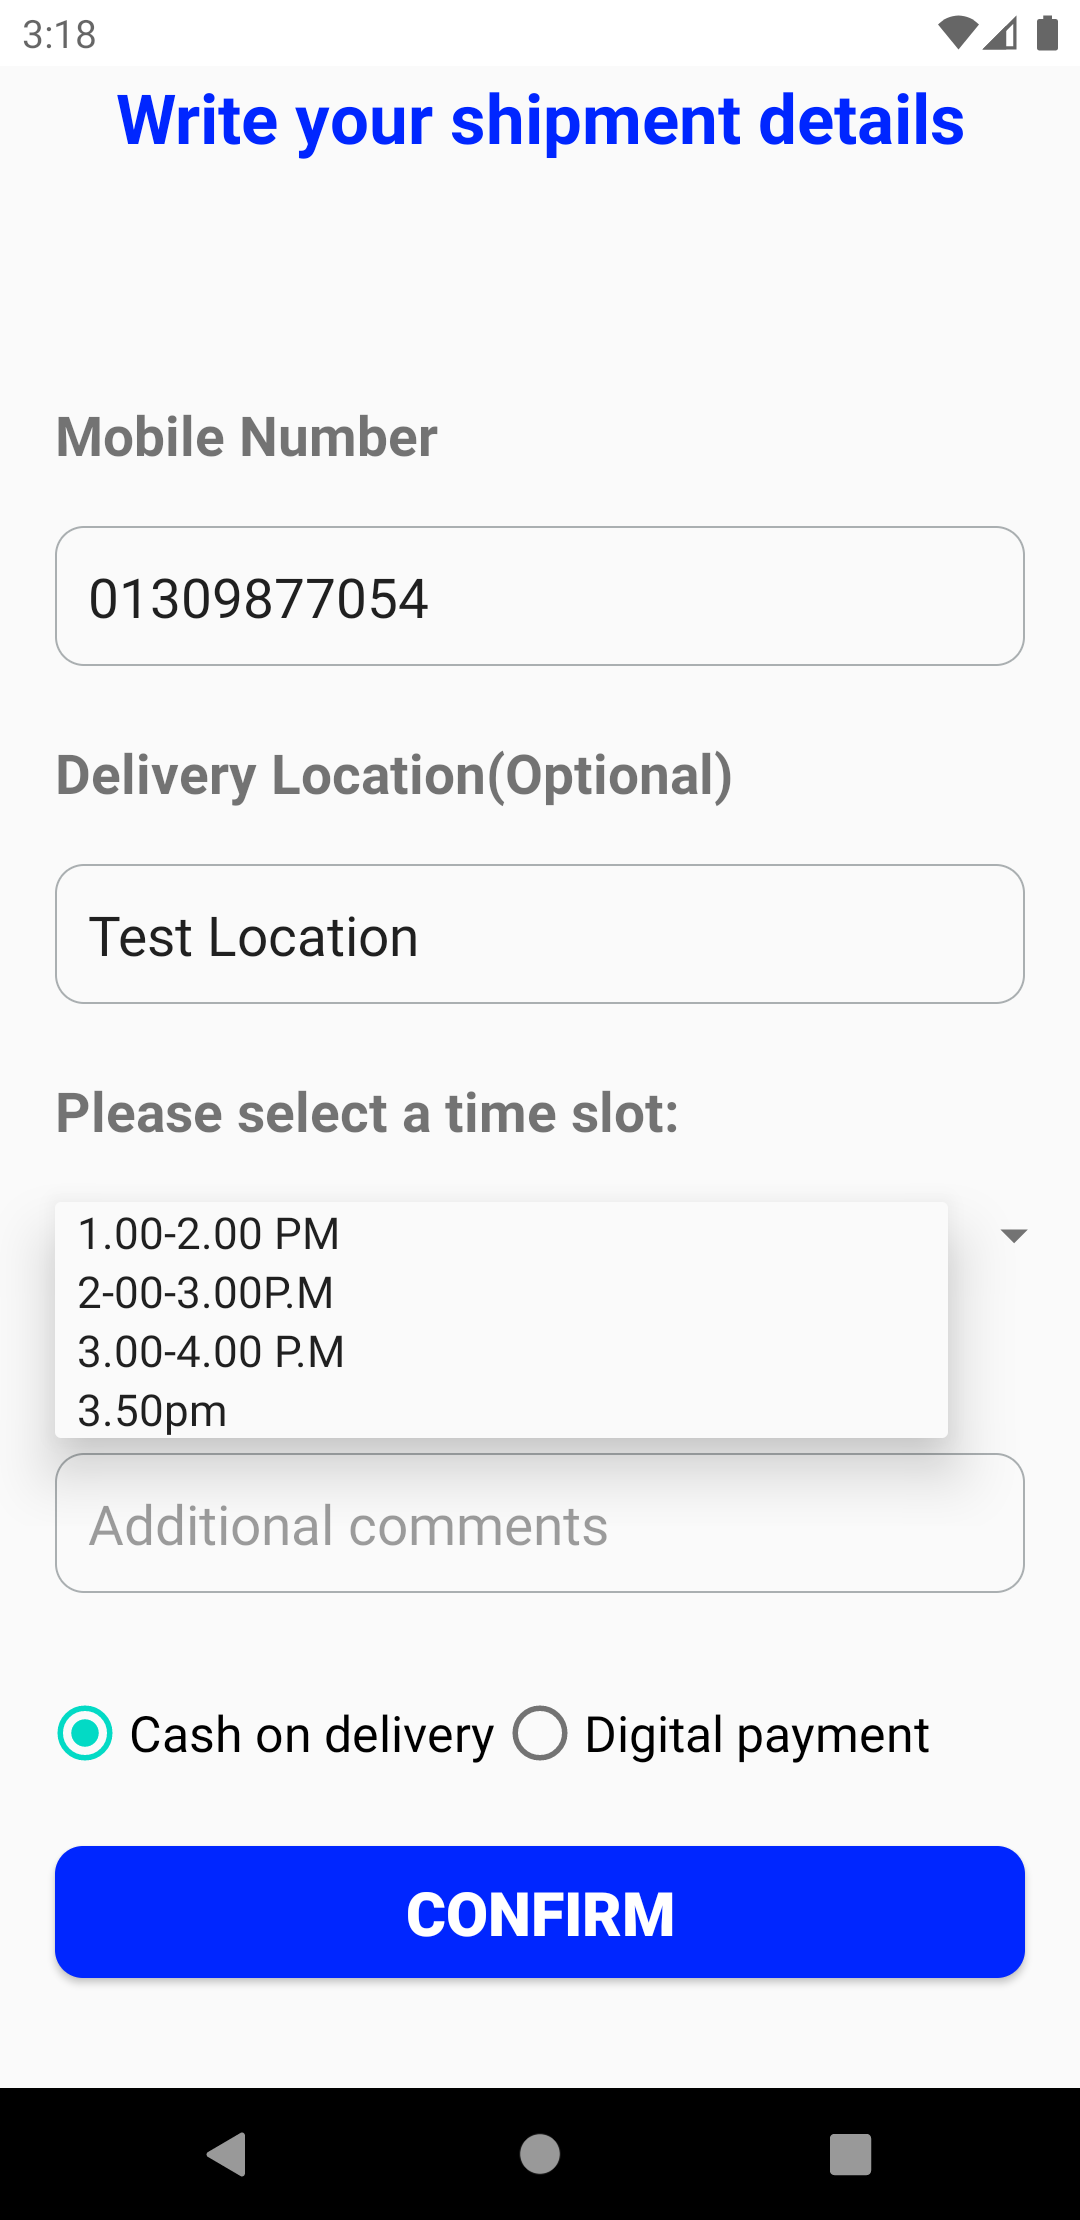 3:18
Write your shipment details
Mobile Number
01309877054
Delivery Location(Optional)
Test Location
Please select a time slot:
1.00-2.00 PM
2-00-3.00P.M
3.00-4.00 P.M
3.50pm
Additional comments
Cash on delivery Digital payment
CONFIRM